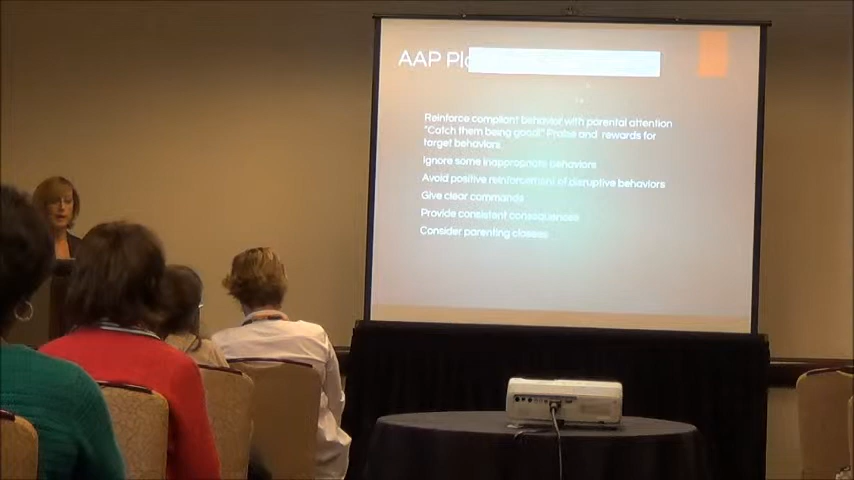 AAP Pl
Reinforce compliant behavior with parental attention
"Catch them being good!" Praise and rewards for
target behaviors.
Ignore some inappropriate behaviors
Avoid positive reinforcement of disruptive behaviors
Give clear commands
Provide consistent consequences
Consider parenting classes